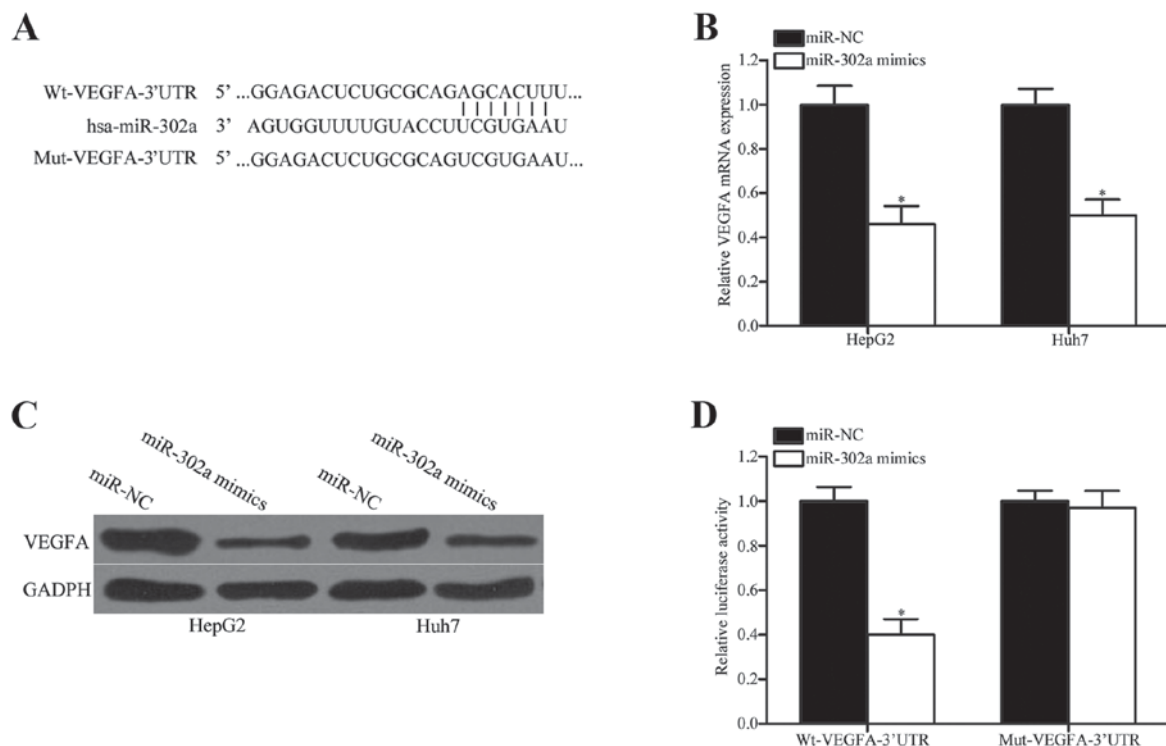 A
Wt-VEGFA-3'UTR 5' ...GGAGACUCUGCGCAGAGCACUUU...
hsa-miR-302a 3' AGUGGUUUUGUACCUUCGUGAAU
Mut-VEGFA-3'UTR 5' ...GGAGACUCUGCGCAGUCGUGAAU...
B
miR-NC
miR-302a mimics
Relative VEGFA mRNA expression
1.2
1.0
0.8
0.6
0.4
0.2
0.0
*
*
HepG2 Huh7
C
miR-NC miR-302a mimics miR-NC miR-302a mimics
VEGFA
GADPH
HepG2 Huh7
D
miR-NC
miR-302a mimics
Relative luciferase activity
1.2
1.0
0.8
0.6
0.4
0.2
0.0
*
Wt-VEGFA-3'UTR Mut-VEGFA-3'UTR